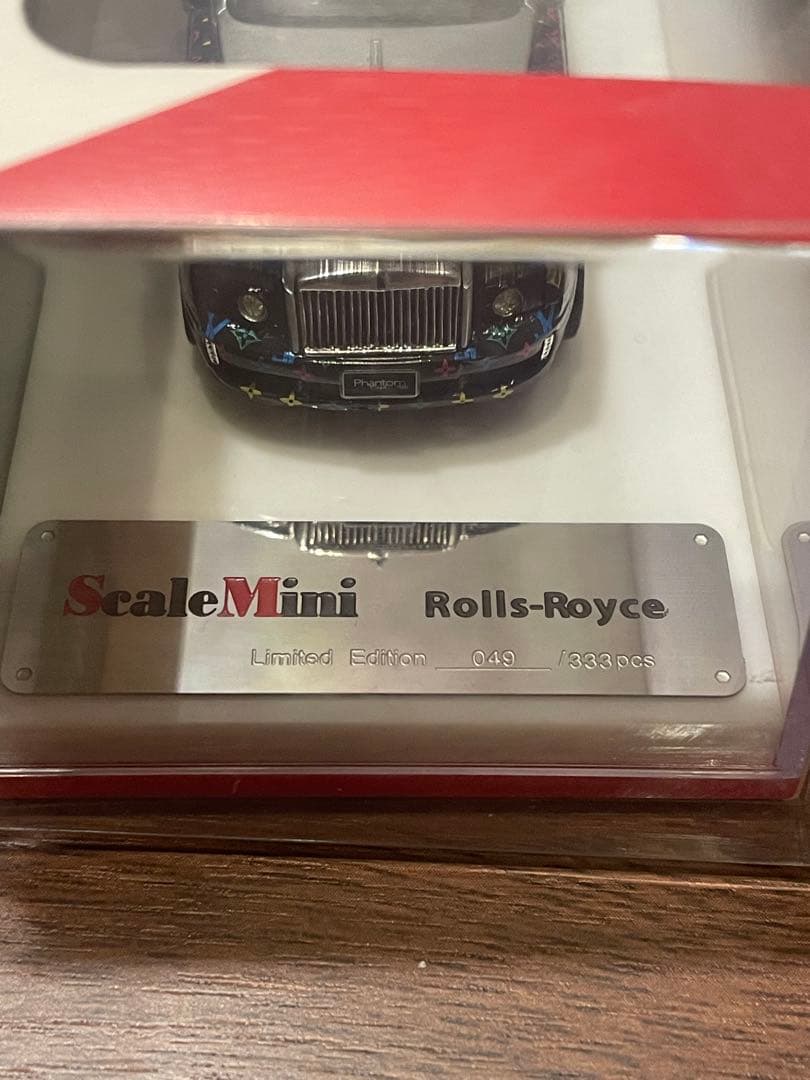 Phantom
ScaleMini Rolls-Royce
Limited Edition 049 /333pcs